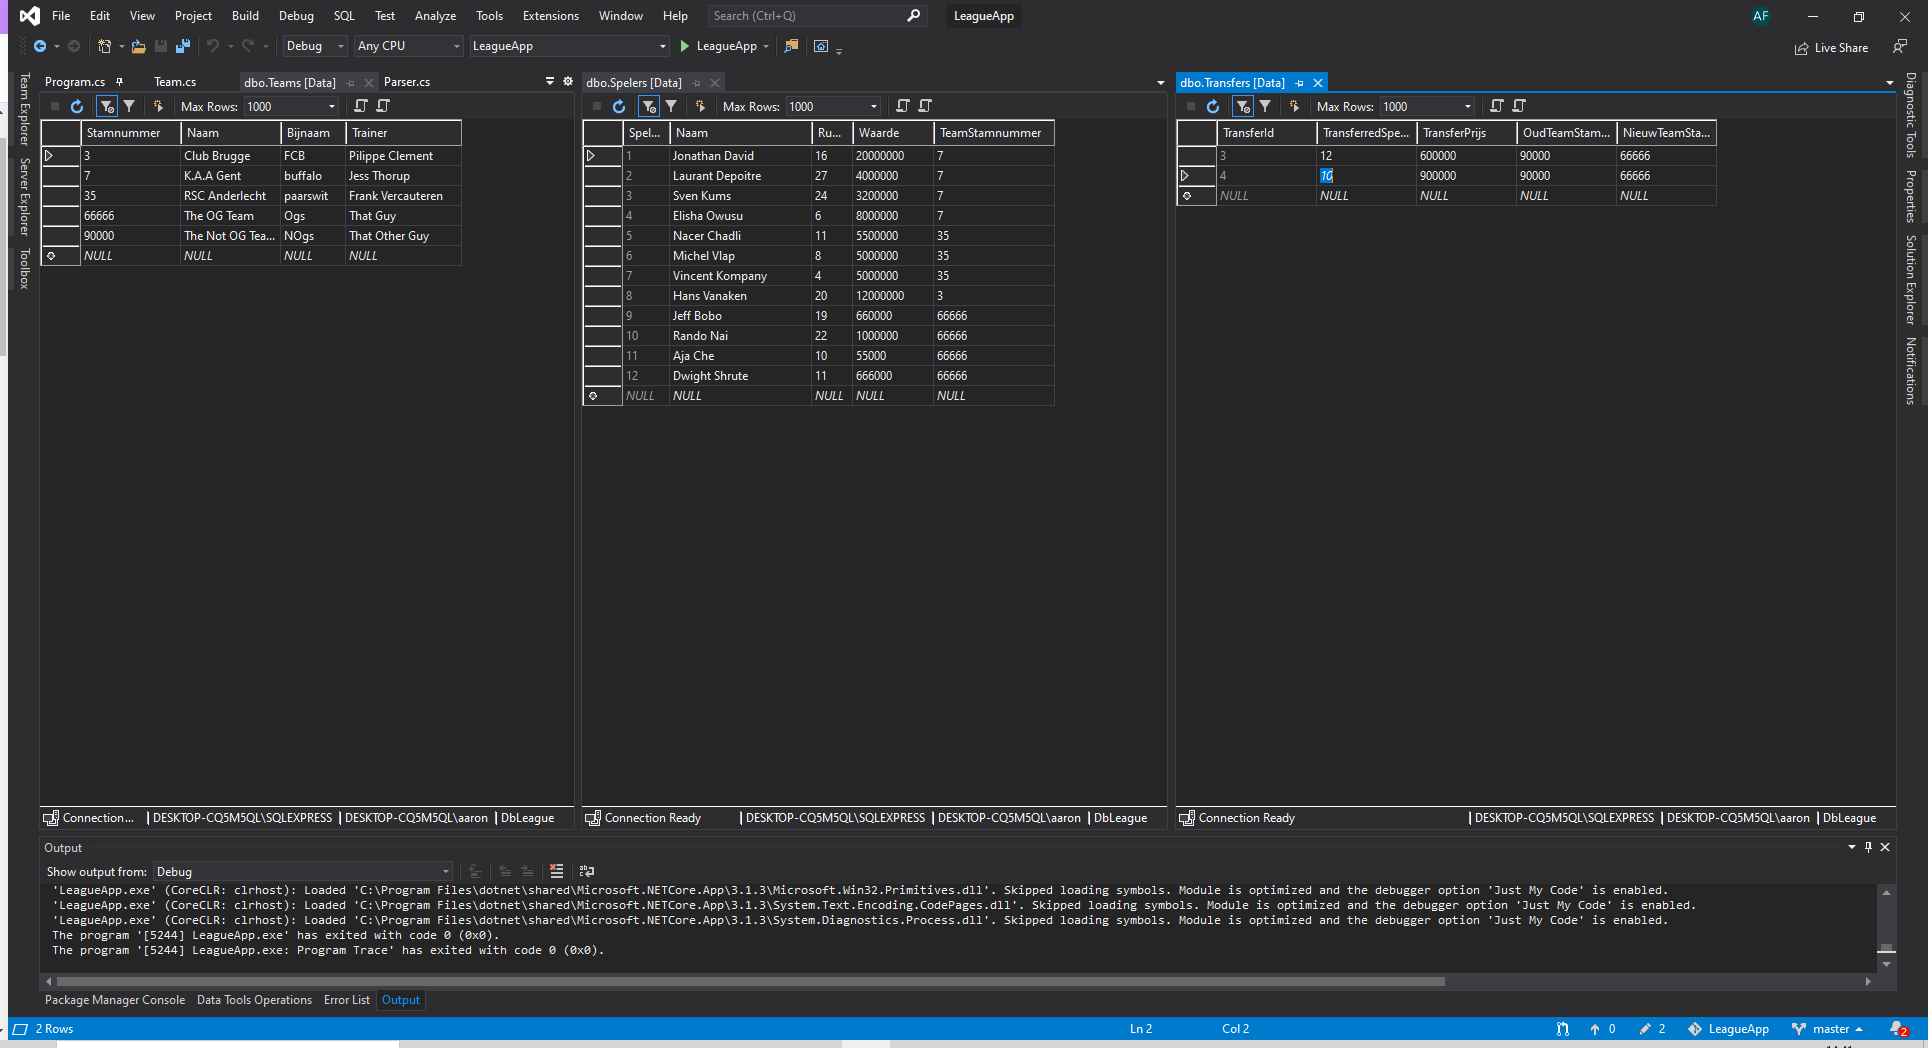 File Edit View Project Build Debug SQL Test Analyze Tools Extensions Window Help Search (Ctrl+Q) LeagueApp AF
Debug Any CPU LeagueApp LeagueApp Live Share
Team Explorer
Server Explorer
Toolbox
Program.cs Team.cs dbo.Teams [Data] Parser.cs
Max Rows: 1000
Stamnummer Naam Bijnaam Trainer
3 Club Brugge FCB Pilippe Clement
7 K.A.A Gent buffalo Jess Thorup
35 RSC Anderlecht paarswit Frank Vercauteren
66666 The OG Team Ogs That Guy
90000 The Not OG Tea... NOgs That Other Guy
NULL NULL NULL NULL
Connection... DESKTOP-CQ5M5QL\SQLEXPRESS DESKTOP-CQ5M5QL\aaron DbLeague
dbo.Spelers [Data]
Max Rows: 1000
Spel... Naam Ru... Waarde TeamStamnummer
1 Jonathan David 16 20000000 7
2 Laurant Depoitre 27 4000000 7
3 Sven Kums 24 3200000 7
4 Elisha Owusu 6 8000000 7
5 Nacer Chadli 11 5500000 35
6 Michel Vlap 8 5000000 35
7 Vincent Kompany 4 5000000 35
8 Hans Vanaken 20 12000000 3
9 Jeff Bobo 19 660000 66666
10 Rando Nai 22 1000000 66666
11 Aja Che 10 55000 66666
12 Dwight Shrute 11 666000 66666
NULL NULL NULL NULL NULL
Connection Ready DESKTOP-CQ5M5QL\SQLEXPRESS DESKTOP-CQ5M5QL\aaron DbLeague
dbo.Transfers [Data]
Max Rows: 1000
TransferId TransferredSpe... TransferPrijs OudTeamStam... NieuwTeamSta...
3 12 600000 90000 66666
4 10 900000 90000 66666
NULL NULL NULL NULL NULL
Connection Ready DESKTOP-CQ5M5QL\SQLEXPRESS DESKTOP-CQ5M5QL\aaron DbLeague
Diagnostic Tools
Properties
Solution Explorer
Notifications
Output
Show output from: Debug
'LeagueApp.exe' (CoreCLR: clrhost): Loaded 'C:\Program Files\dotnet\shared\Microsoft.NETCore.App\3.1.3\Microsoft.Win32.Primitives.dll'. Skipped loading symbols. Module is optimized and the debugger option 'Just My Code' is enabled.
'LeagueApp.exe' (CoreCLR: clrhost): Loaded 'C:\Program Files\dotnet\shared\Microsoft.NETCore.App\3.1.3\System.Text.Encoding.CodePages.dll'. Skipped loading symbols. Module is optimized and the debugger option 'Just My Code' is enabled.
'LeagueApp.exe' (CoreCLR: clrhost): Loaded 'C:\Program Files\dotnet\shared\Microsoft.NETCore.App\3.1.3\System.Diagnostics.Process.dll'. Skipped loading symbols. Module is optimized and the debugger option 'Just My Code' is enabled.
The program '[5244] LeagueApp.exe' has exited with code 0 (0x0).
The program '[5244] LeagueApp.exe: Program Trace' has exited with code 0 (0x0).
Package Manager Console Data Tools Operations Error List Output
2 Rows Ln 2 Col 2 0 2 LeagueApp master 2